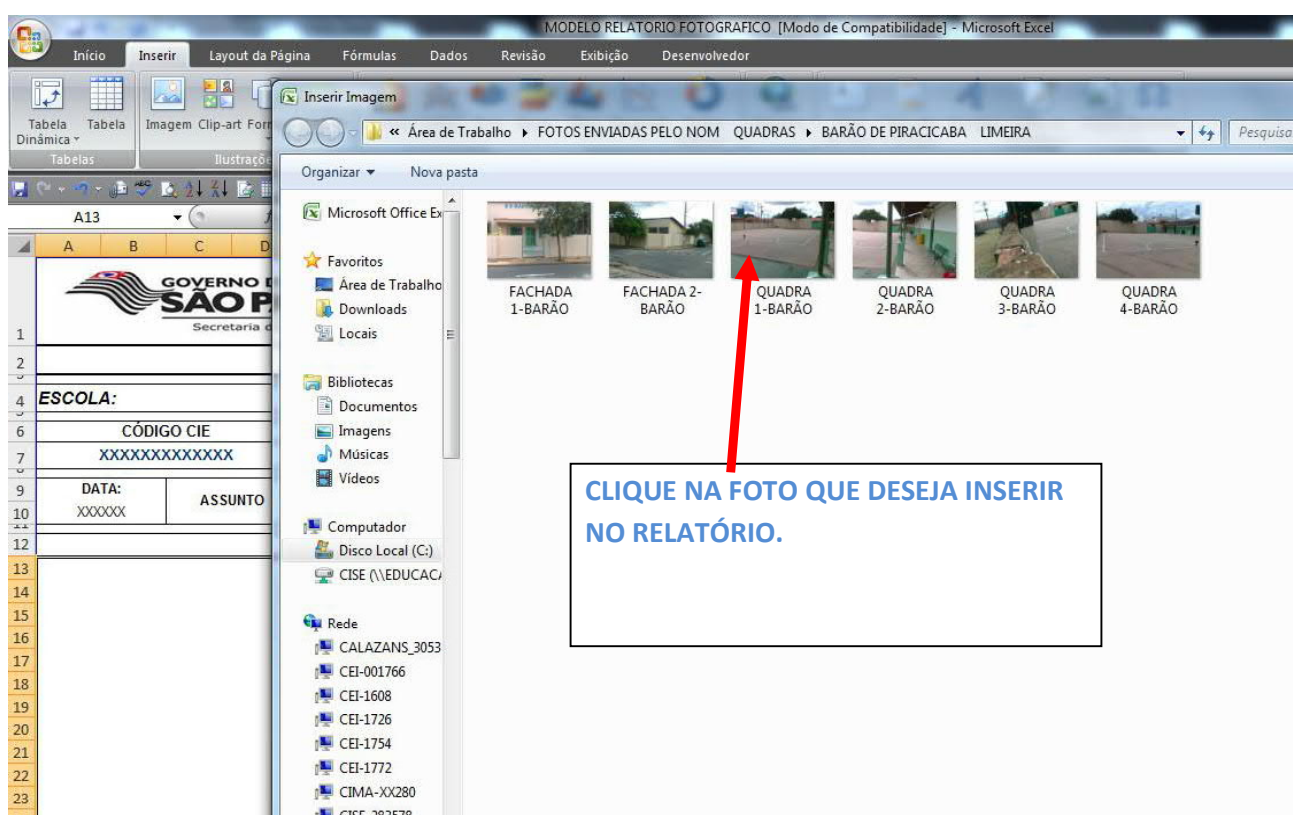 MODELO RELATORIO FOTOGRAFICO [Modo de Compatibilidade] - Microsoft Excel
Início Inserir Layout da Página Fórmulas Dados Revisão Exibição Desenvolvedor
Tabela Dinâmica
Tabela
Imagem
Clip-art
Tabelas
A13
A B C D
GOVERNO
SÃO
Secretaria
1
2
4 ESCOLA:
6 CÓDIGO CIE
7 XXXXXXXXXXXXX
9 DATA: ASSUNTO
10 XXXXXX
12
13
14
15
16
17
18
19
20
21
22
23
Inserir Imagem
« Área de Trabalho FOTOS ENVIADAS PELO NOM QUADRAS BARÃO DE PIRACICABA LIMEIRA
Organizar Nova pasta
Microsoft Office
Favoritos
Área de Trabalho
Downloads
Locais
Bibliotecas
Documentos
Imagens
Músicas
Vídeos
Computador
Disco Local (C:)
CISE
Rede
CALAZANS_3053
CEI-001766
CEI-1608
CEI-1726
CEI-1754
CEI-1772
CIMA-XX280
FACHADA 1-BARÃO
FACHADA 2-BARÃO
QUADRA 1-BARÃO
QUADRA 2-BARÃO
QUADRA 3-BARÃO
QUADRA 4-BARÃO
CLIQUE NA FOTO QUE DESEJA INSERIR
NO RELATÓRIO.